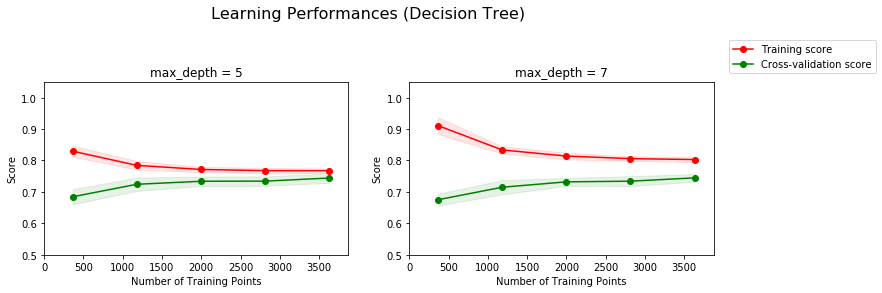 Learning Performances (Decision Tree)
Training score
Cross-validation score
max_depth = 5
1.0
0.9
0.8
0.7
0.6
0.5
Score
0 500 1000 1500 2000 2500 3000 3500
Number of Training Points
max_depth = 7
1.0
0.9
0.8
0.7
0.6
0.5
Score
0 500 1000 1500 2000 2500 3000 3500
Number of Training Points